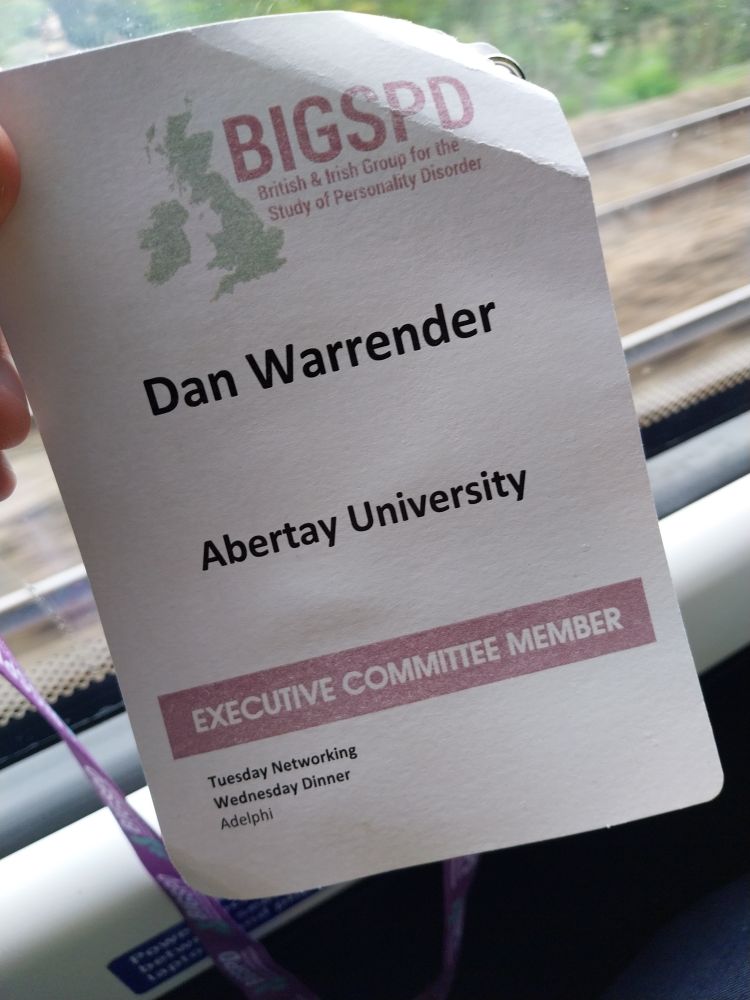 BIGSPD
British & Irish Group for the
Study of Personality Disorder
Dan Warrender
Abertay University
EXECUTIVE COMMITTEE MEMBER
Tuesday Networking
Wednesday Dinner
Adelphi